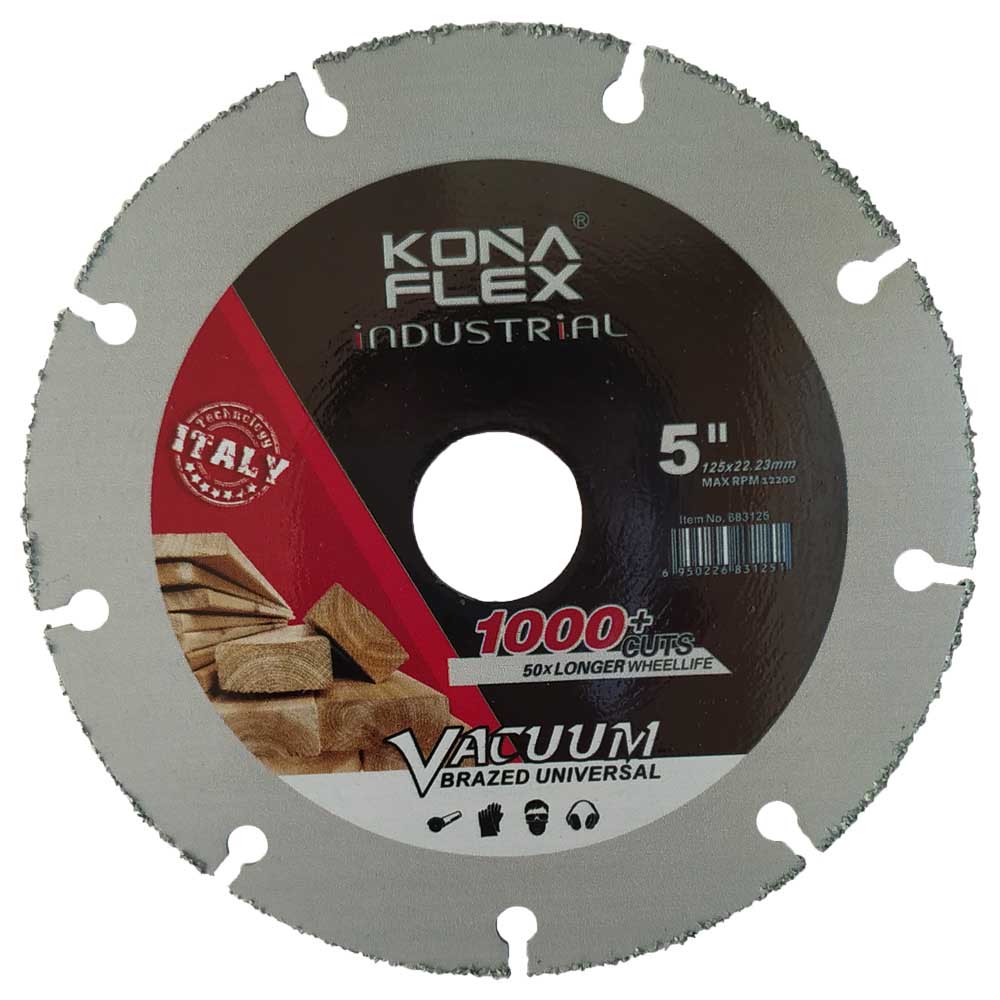 KONA
FLEX
®
iNDUSTRiAL
Technology
ITALY
5"
125x22.23mm
MAX RPM 12200
Item No. 683125
6 950226 831251
1000+
CUTS
50x LONGER WHEELLIFE
VACUUM
BRAZED UNIVERSAL